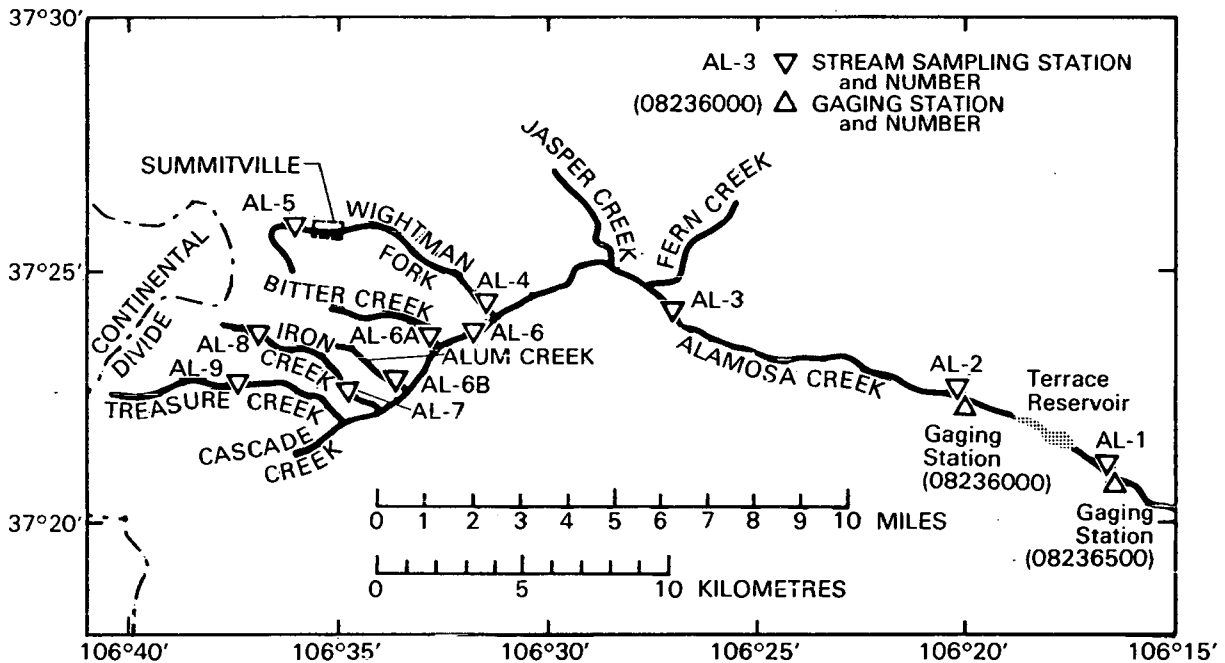 37°30'
AL-3 ▽ STREAM SAMPLING STATION
and NUMBER
(08236000) △ GAGING STATION
and NUMBER
JASPER CREEK
FERN CREEK
SUMMITVILLE
AL-5
WIGHTMAN
FORK
CONTINENTAL
DIVIDE
37°25'
BITTER CREEK
AL-4
AL-3
AL-6A
AL-6
AL-8
IRON
CREEK
ALUM CREEK
ALAMOSA CREEK
AL-9
AL-6B
AL-7
TREASURE CREEK
CASCADE
CREEK
AL-2
Terrace
Reservoir
AL-1
Gaging
Station
(08236000)
37°20'
0 1 2 3 4 5 6 7 8 9 10 MILES
Gaging
Station
(08236500)
0 5 10 KILOMETRES
106°40' 106°35' 106°30' 106°25' 106°20' 106°15'